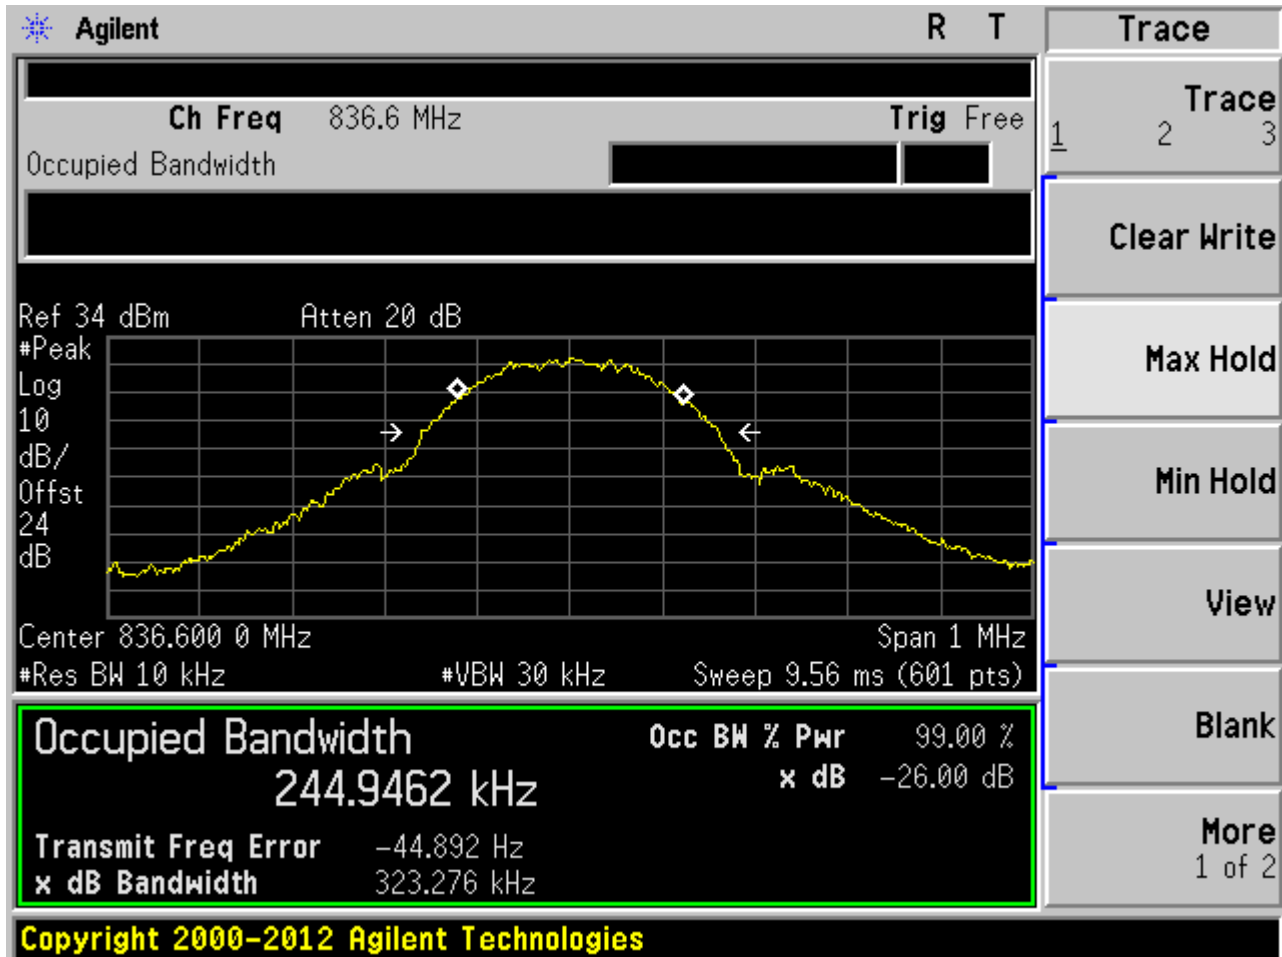 Agilent R T Trace
Ch Freq 836.6 MHz Trig Free
Occupied Bandwidth
Trace
1 2 3
Clear Write
Ref 34 dBm Atten 20 dB
#Peak
Log
10
dB/
Offst
24
dB
Max Hold
Min Hold
View
Center 836.600 0 MHz Span 1 MHz
#Res BW 10 kHz #VBW 30 kHz Sweep 9.56 ms (601 pts)
Occupied Bandwidth Occ BW % Pwr 99.00 %
244.9462 kHz x dB -26.00 dB
Transmit Freq Error -44.892 Hz
x dB Bandwidth 323.276 kHz
Blank
More
1 of 2
Copyright 2000-2012 Agilent Technologies